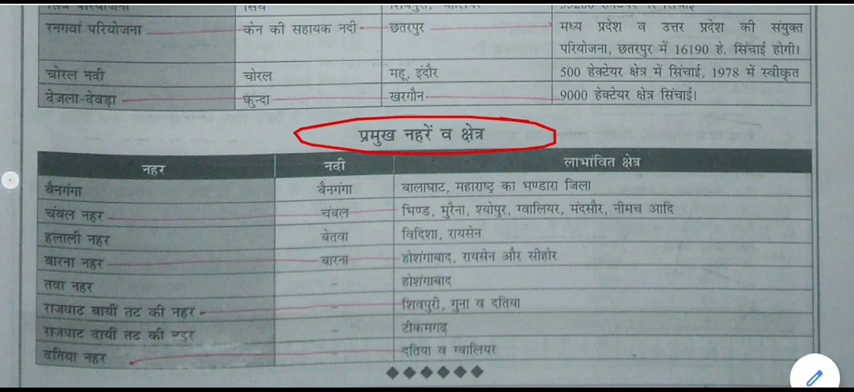 रनगवां परियोजना केन की सहायक नदी छतरपुर मध्य प्रदेश व उत्तर प्रदेश की संयुक्त
परियोजना, छतरपुर में 16190 हे. सिंचाई होगी।
चोरल नदी चोरल महू, इंदौर 500 हेक्टेयर क्षेत्र में सिंचाई, 1978 में स्वीकृत
देजला-देवड़ा कुन्दा खरगौन 9000 हेक्टेयर क्षेत्र सिंचाई।
प्रमुख नहरें व क्षेत्र
नहर नदी लाभांवित क्षेत्र
बैनगंगा बैनगंगा बालाघाट, महाराष्ट्र का भण्डारा जिला
चंबल नहर चंबल भिण्ड, मुरैना, श्योपुर, ग्वालियर, मंदसौर, नीमच आदि
हलाली नहर बेतवा विदिशा, रायसेन
बारना नहर बारना होशंगाबाद, रायसेन और सीहोर
तवा नहर - होशंगाबाद
राजघाट बायीं तट की नहर - शिवपुरी, गुना व दतिया
राजघाट दायीं तट की नहर - टीकमगढ़
दतिया नहर - दतिया व ग्वालियर